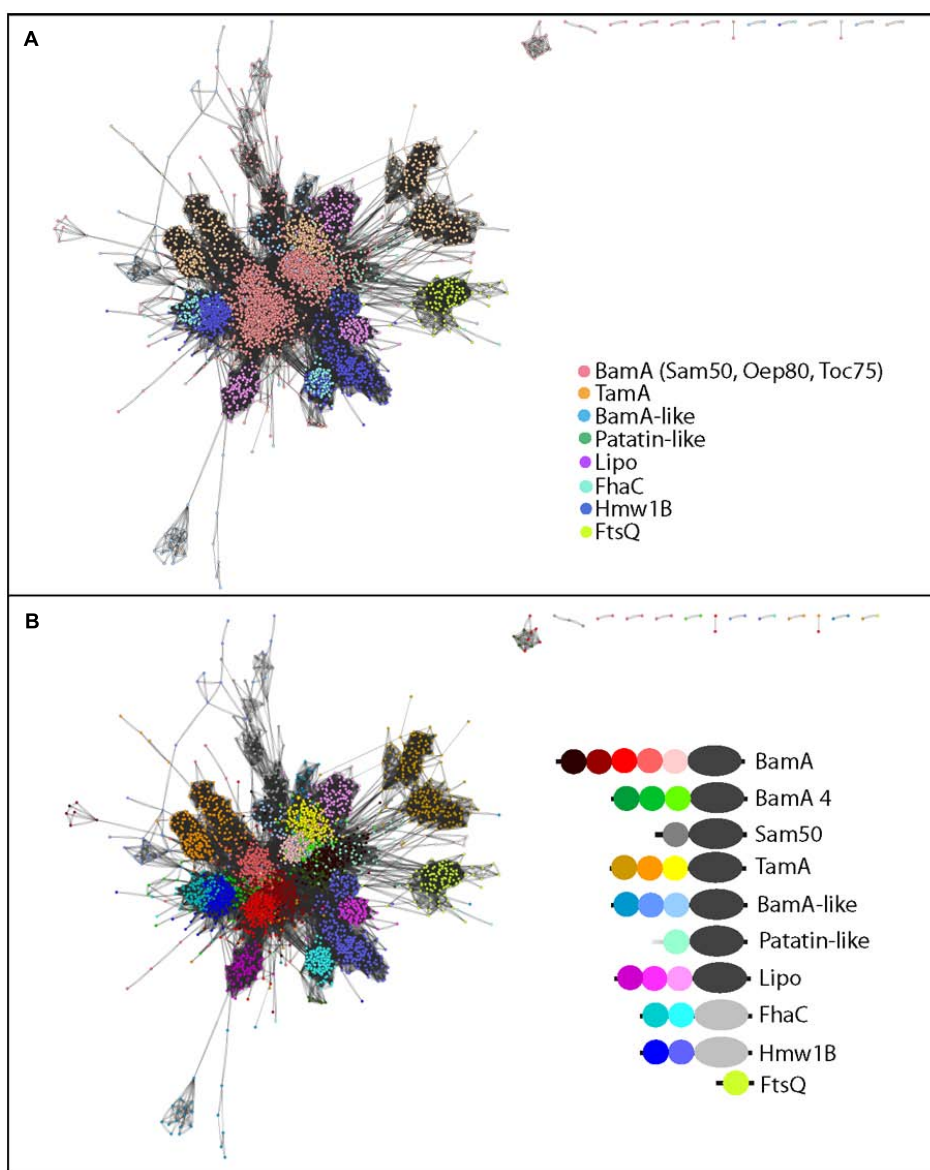 A
BamA (Sam50, Oep80, Toc75)
TamA
BamA-like
Patatin-like
Lipo
FhaC
Hmw1B
FtsQ
B
BamA
BamA 4
Sam50
TamA
BamA-like
Patatin-like
Lipo
FhaC
Hmw1B
FtsQ